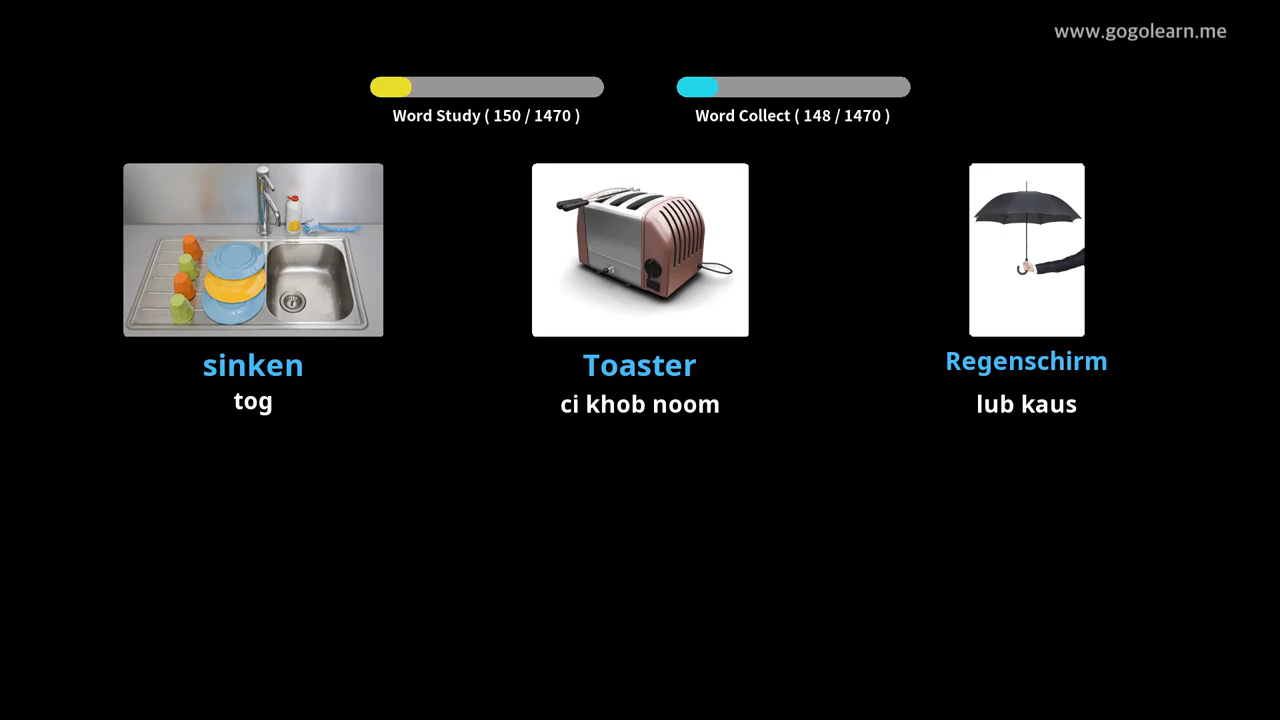 www.gogolearn.me
Word Study ( 150 / 1470 )
Word Collect ( 148 / 1470 )
sinken
tog
Toaster
ci khob noom
Regenschirm
lub kaus